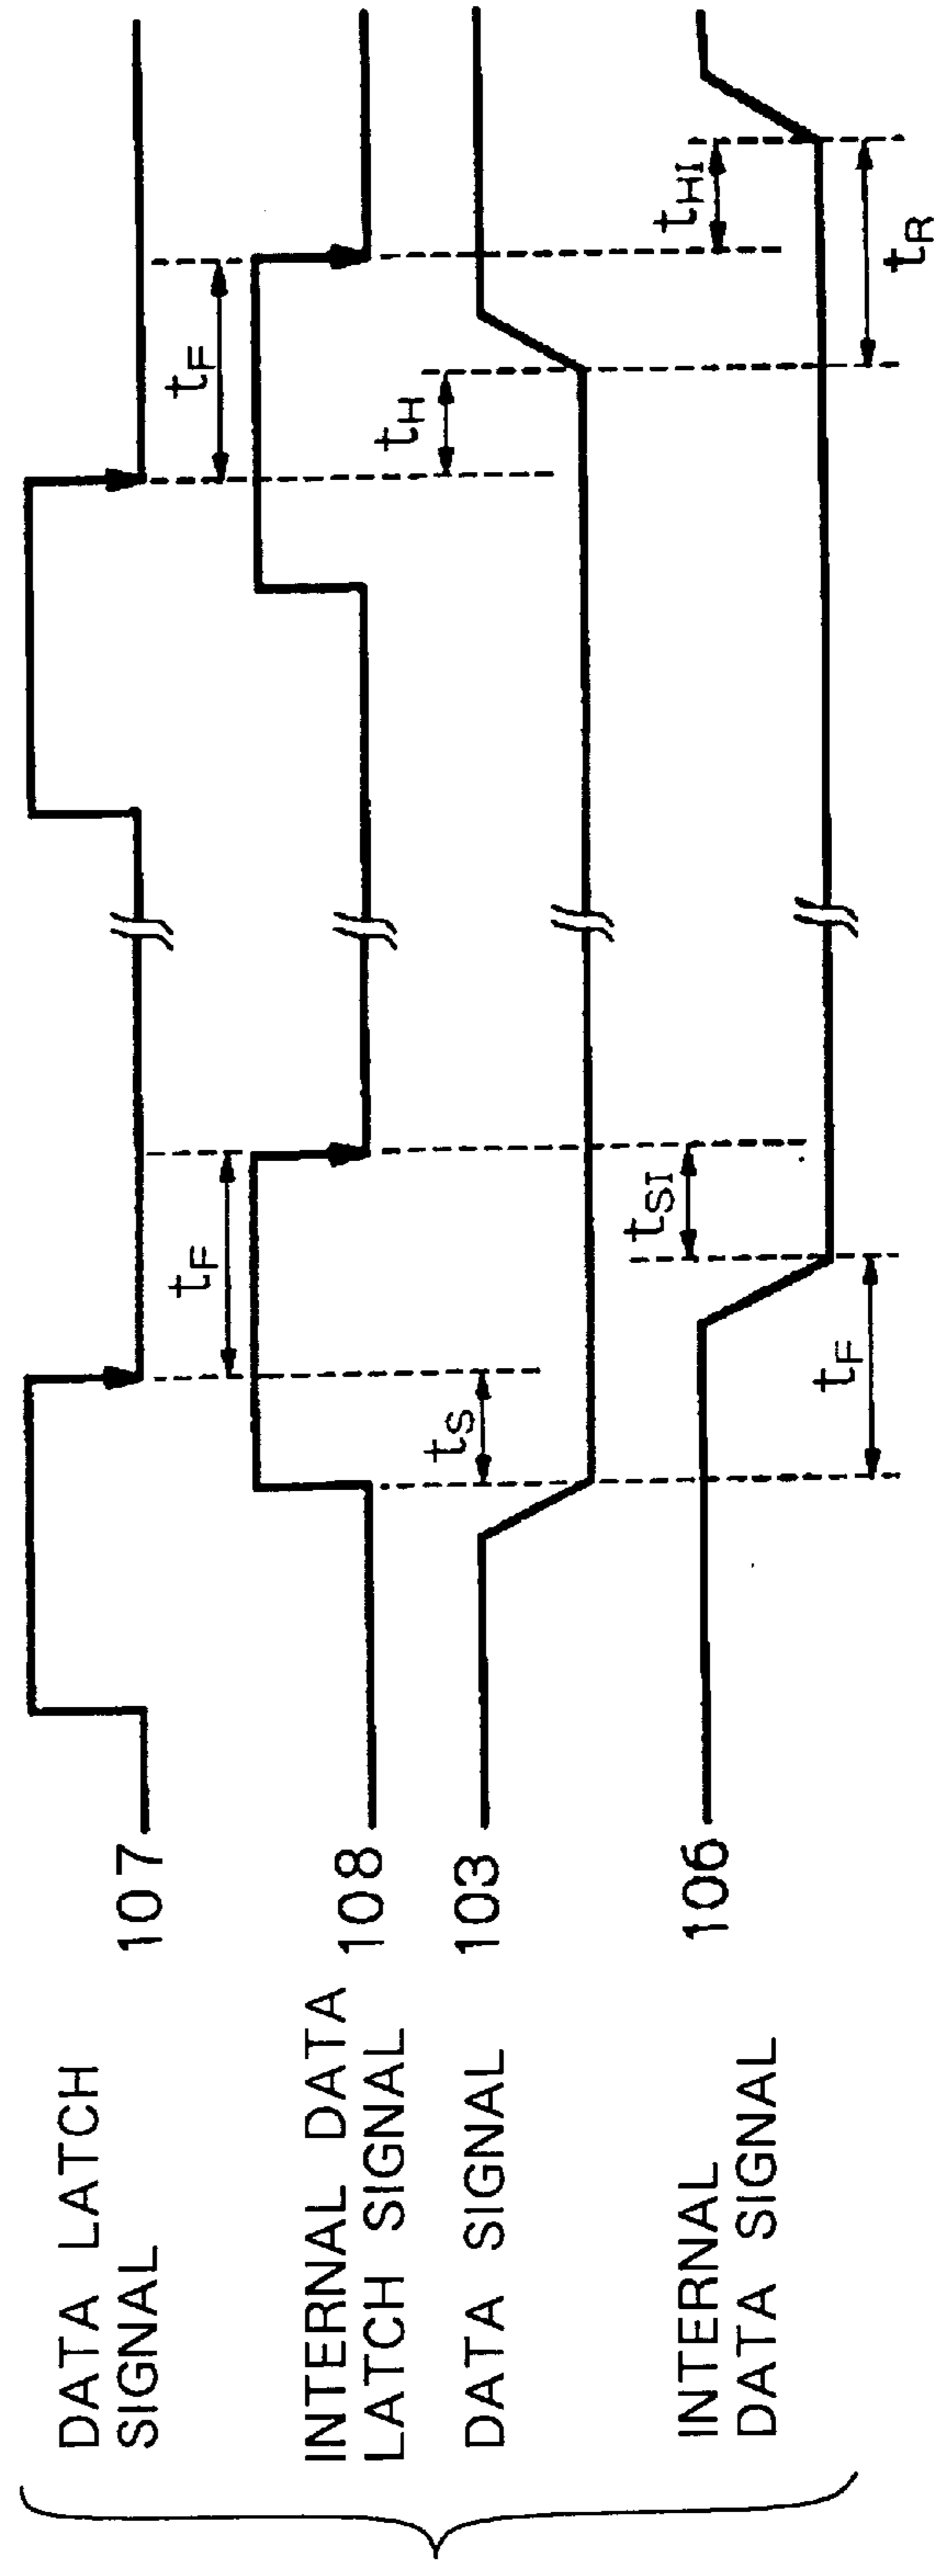 DATA LATCH
SIGNAL
107
tF
tF
INTERNAL DATA
LATCH SIGNAL
108
DATA SIGNAL
103
tS
tH
INTERNAL
DATA SIGNAL
106
tSI
tHI
tF
tR